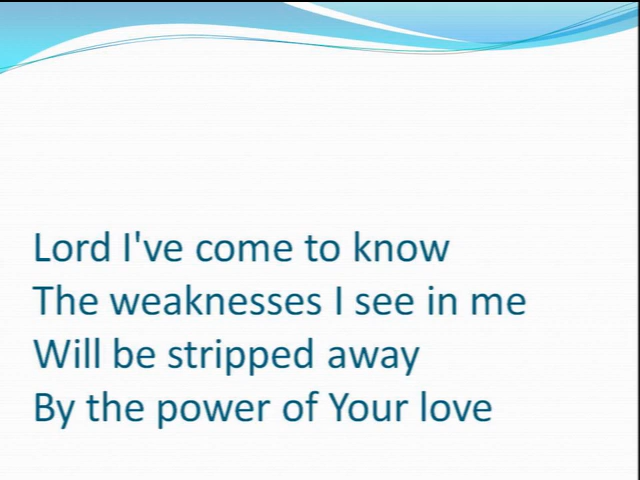 Lord I've come to know
The weaknesses I see in me
Will be stripped away
By the power of Your love